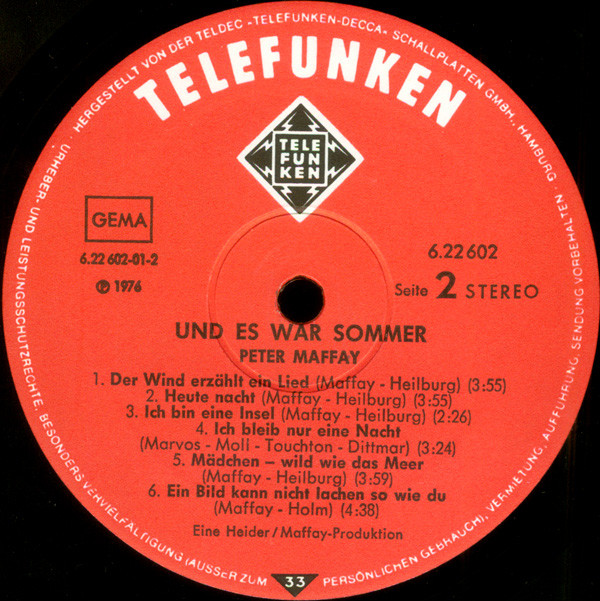 HERGESTELLT VON DER TELDEC »TELEFUNKEN-DECCA« SCHALLPLATTEN GMBH., HAMBURG · URHEBER- UND LEISTUNGSSCHUTZRECHTE, BESONDERS VERVIELFÄLTIGUNG (AUSSER ZUM PERSÖNLICHEN GEBRAUCH), VERMIETUNG, AUFFÜHRUNG, SENDUNG VORBEHALTEN ·
TELEFUNKEN
TELE
FUN
KEN
GEMA
6.22 602-01-2
Ⓟ 1976
6.22 602
Seite 2 STEREO
UND ES WAR SOMMER
PETER MAFFAY
1. Der Wind erzählt ein Lied (Maffay - Heilburg) (3:55)
2. Heute nacht (Maffay - Heilburg) (3:55)
3. Ich bin eine Insel (Maffay - Heilburg) (2:26)
4. Ich bleib nur eine Nacht
(Marvos - Moll - Touchton - Dittmar) (3:24)
5. Mädchen – wild wie das Meer
(Maffay - Heilburg) (3:59)
6. Ein Bild kann nicht lachen so wie du
(Maffay - Holm) (4:38)
Eine Heider/Maffay-Produktion
33